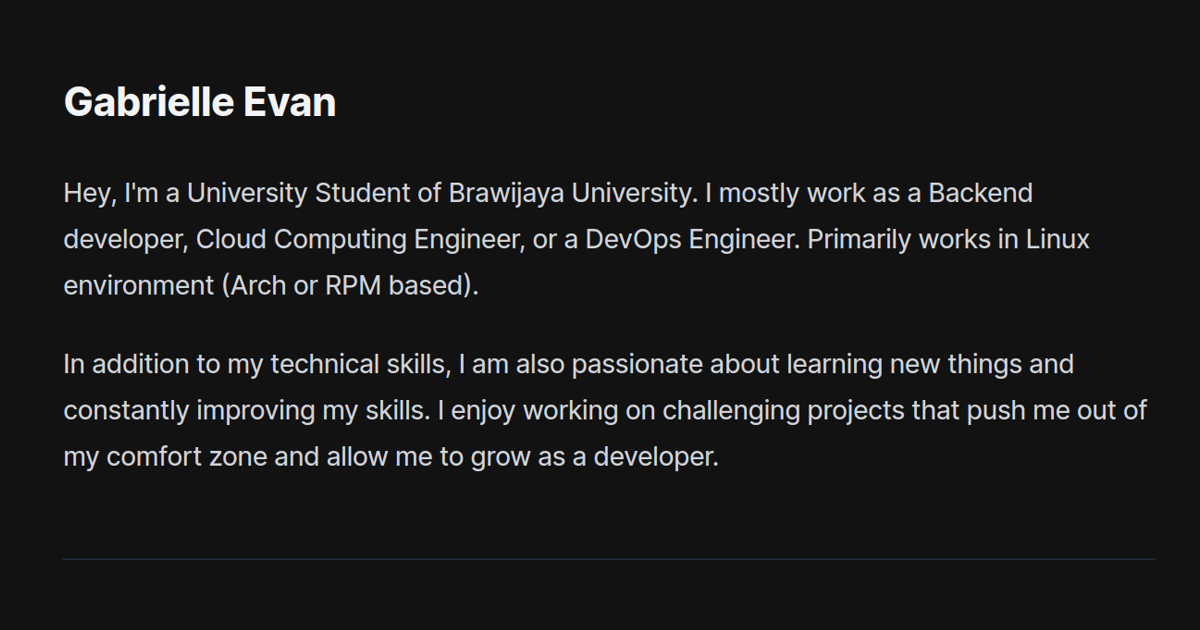 Gabrielle Evan
Hey, I'm a University Student of Brawijaya University. I mostly work as a Backend
developer, Cloud Computing Engineer, or a DevOps Engineer. Primarily works in Linux
environment (Arch or RPM based).
In addition to my technical skills, I am also passionate about learning new things and
constantly improving my skills. I enjoy working on challenging projects that push me out of
my comfort zone and allow me to grow as a developer.